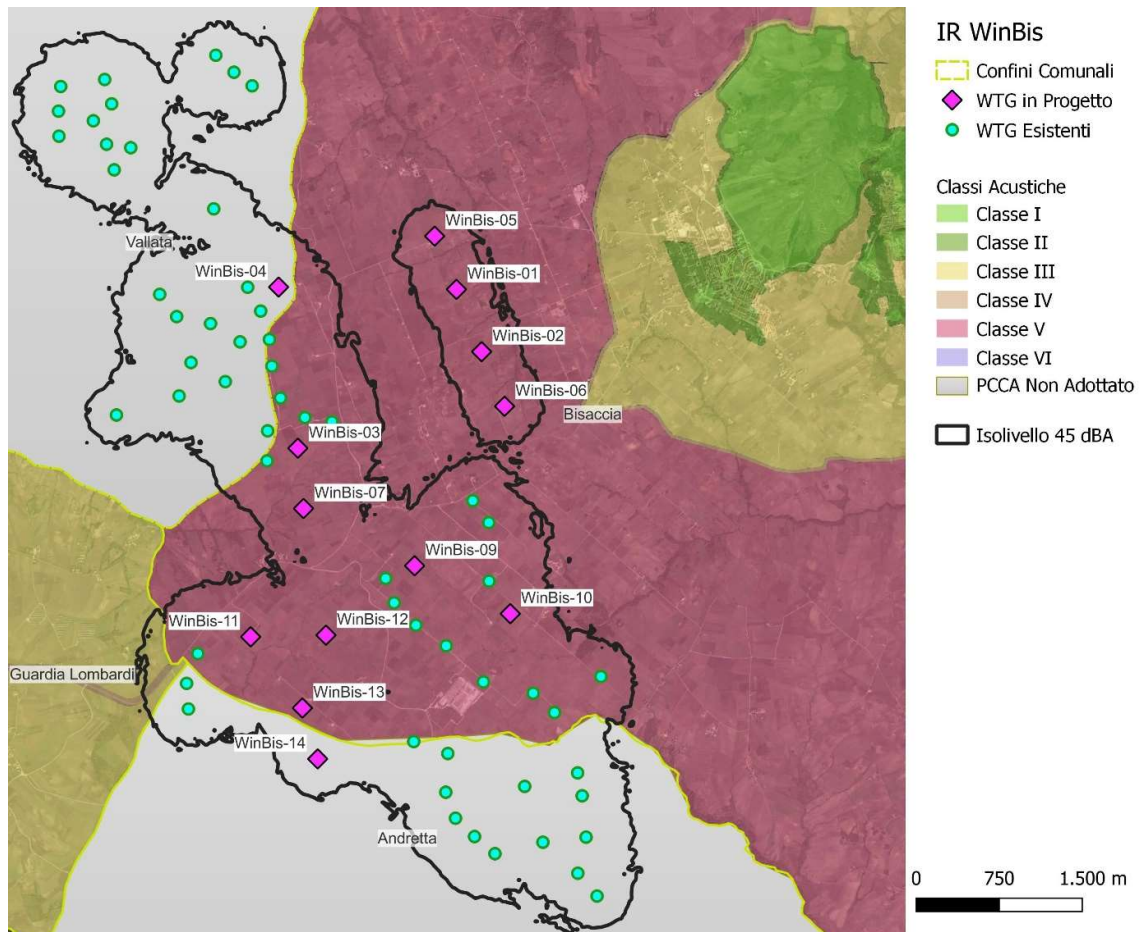 IR WinBis
Confini Comunali
WTG in Progetto
WTG Esistenti
Classi Acustiche
Classe I
Classe II
Classe III
Classe IV
Classe V
Classe VI
PCCA Non Adottato
Isolivello 45 dBA
WinBis-05
Vallata
WinBis-04
WinBis-01
WinBis-02
WinBis-06
Bisaccia
WinBis-03
WinBis-07
WinBis-09
WinBis-10
WinBis-11
WinBis-12
Guardia Lombardi
WinBis-13
WinBis-14
Andretta
0 750 1.500 m